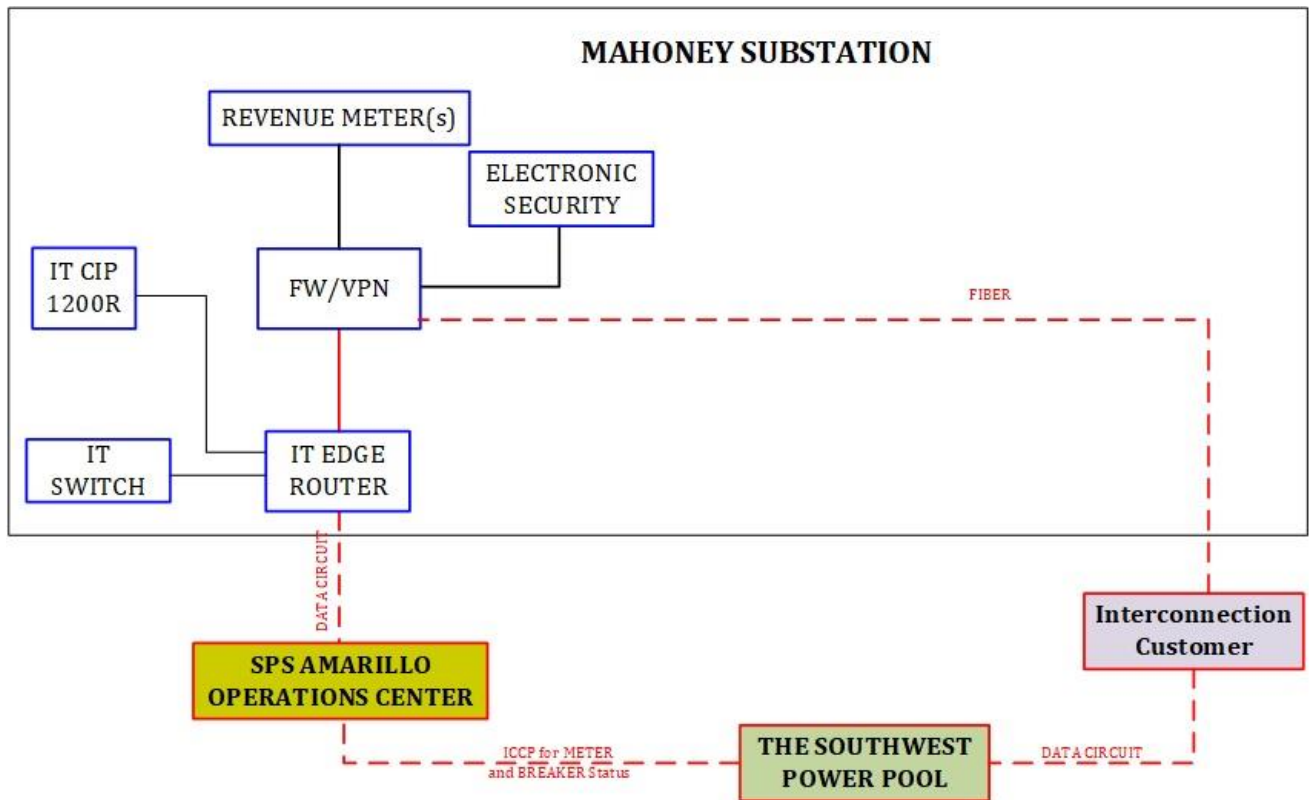 MAHONEY SUBSTATION
REVENUE METER(s)
ELECTRONIC
SECURITY
IT CIP
1200R
FW/VPN
FIBER
IT
SWITCH
IT EDGE
ROUTER
DATA CIRCUIT
Interconnection
Customer
SPS AMARILLO
OPERATIONS CENTER
ICCP for METER
and BREAKER Status
THE SOUTHWEST
POWER POOL
DATA CIRCUIT